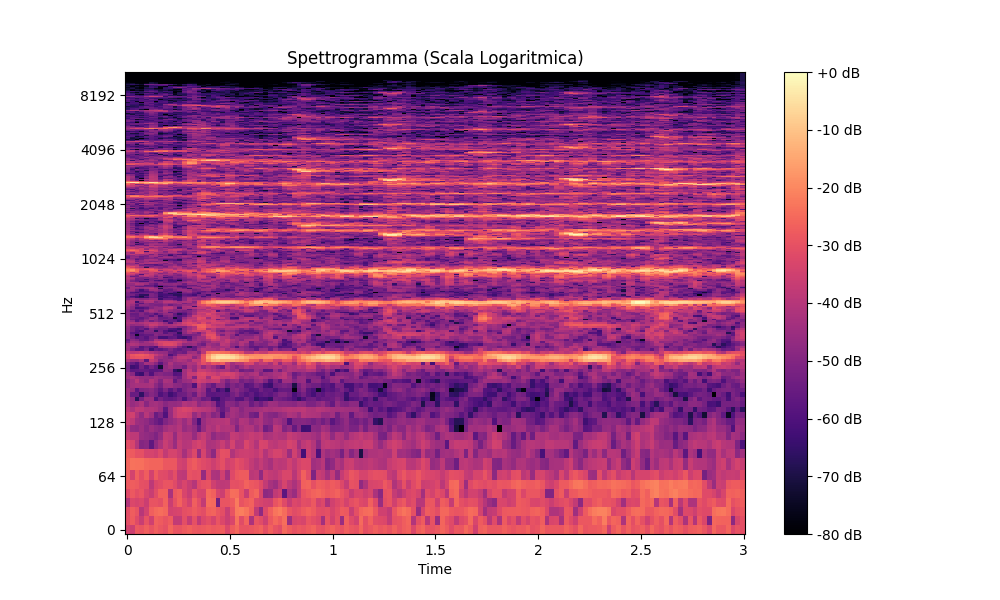 Spettrogramma (Scala Logaritmica)
8192
4096
2048
1024
512
256
128
64
0
Hz
0
0.5
1
1.5
2
2.5
3
Time
+0 dB
-10 dB
-20 dB
-30 dB
-40 dB
-50 dB
-60 dB
-70 dB
-80 dB